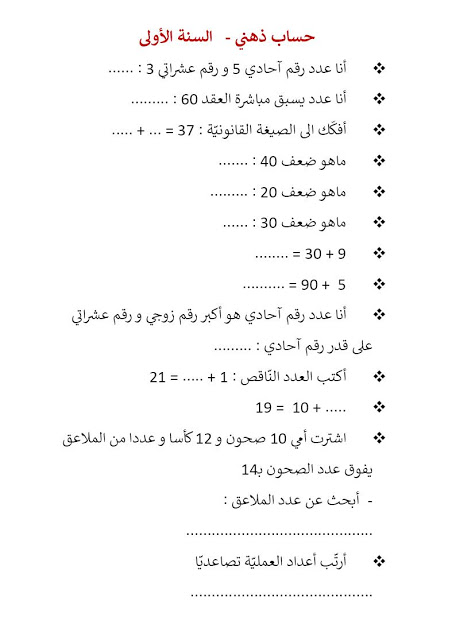 حساب ذهني - السنة الأولى
❖ أنا عدد رقم آحادي 5 و رقم عشراتي 3 : ......
❖ أنا عدد يسبق مباشرة العقد 60 : .........
❖ أفكّك الى الصيغة القانونيّة : 37 = ... + .....
❖ ماهو ضعف 40 : .......
❖ ماهو ضعف 20 : .........
❖ ماهو ضعف 30 : ......
❖ 9 + 30 = ........
❖ 5 + 90 = ..........
❖ أنا عدد رقم آحادي هو أكبر رقم زوجي و رقم عشراتي
على قدر رقم آحادي : .........
❖ أكتب العدد النّاقص : 1 + ..... = 21
❖ ..... + 10 = 19
❖ اشترت أمي 10 صحون و 12 كأسا و عددا من الملاعق
يفوق عدد الصحون بـ14
- أبحث عن عدد الملاعق :
............................................
❖ أرتّب أعداد العمليّة تصاعديّا
...........................................